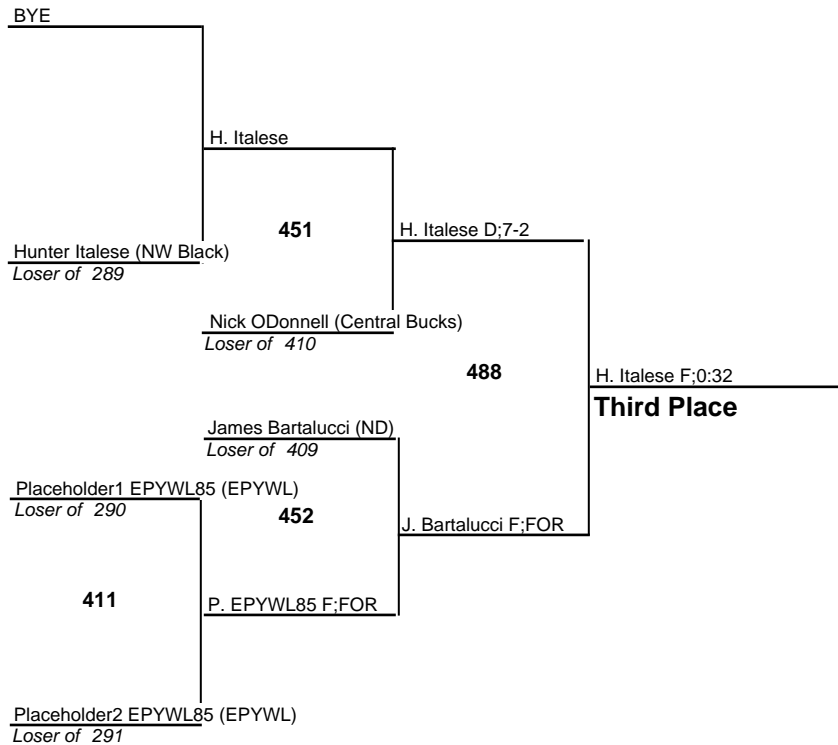 BYE
H. Italese
451
H. Italese D;7-2
Hunter Italese (NW Black)
Loser of 289
Nick ODonnell (Central Bucks)
Loser of 410
488
H. Italese F;0:32
Third Place
James Bartalucci (ND)
Loser of 409
Placeholder1 EPYWL85 (EPYWL)
Loser of 290
452
J. Bartalucci F;FOR
411
P. EPYWL85 F;FOR
Placeholder2 EPYWL85 (EPYWL)
Loser of 291